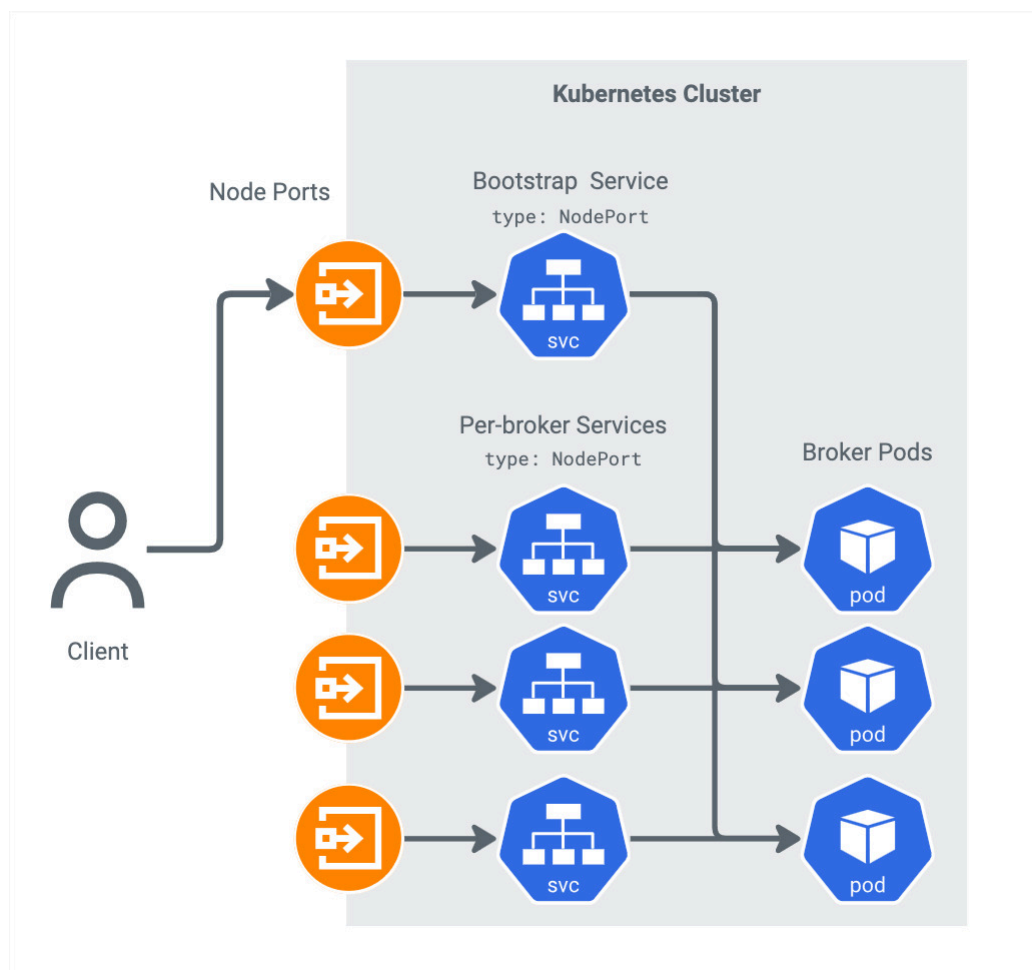 Kubernetes Cluster
Node Ports
Bootstrap Service
type: NodePort
svc
Per-broker Services
type: NodePort
Broker Pods
svc
pod
Client
svc
pod
svc
pod